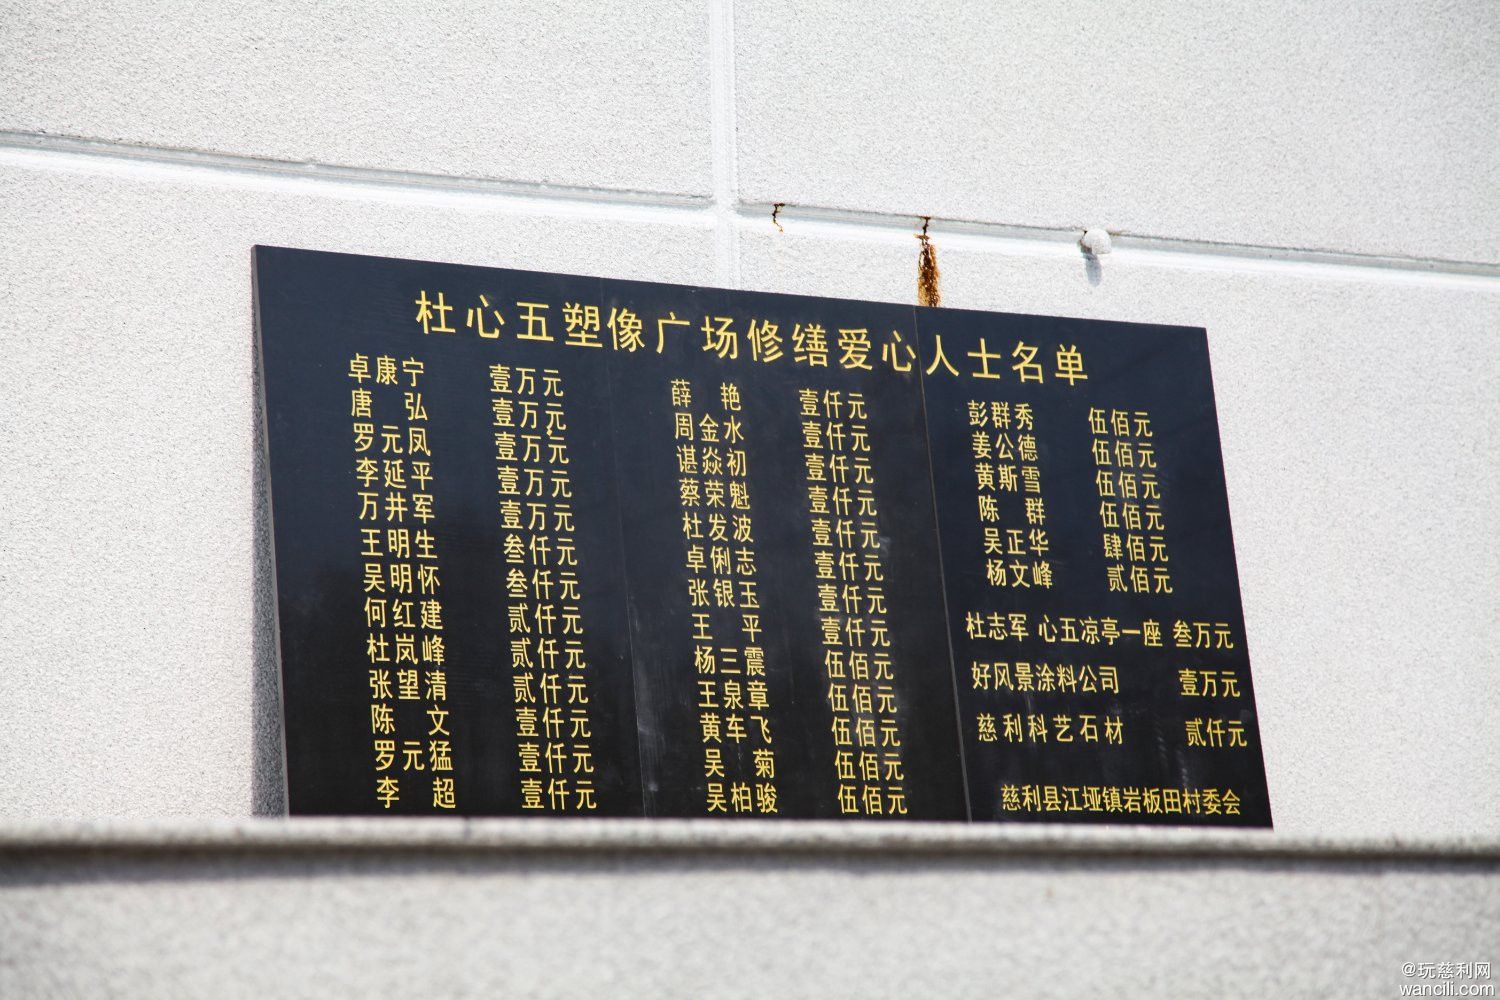 杜心五塑像广场修缮爱心人士名单
卓康宁 壹万元
唐弘 壹万元
罗元凤 壹万元
李延平 壹万元
万井军 壹万元
王明生 叁仟元
吴明怀 叁仟元
何红建 贰仟元
杜岚峰 贰仟元
张望清 贰仟元
陈文 壹仟元
罗元猛 壹仟元
李超 壹仟元
薛艳 壹仟元
周金水 壹仟元
谌焱初 壹仟元
蔡荣魁 壹仟元
杜发波 壹仟元
卓俐志 壹仟元
张银玉 壹仟元
王平 壹仟元
杨三震 伍佰元
王泉章 伍佰元
黄车飞 伍佰元
吴菊 伍佰元
吴柏骏 伍佰元
彭群秀 伍佰元
姜公德 伍佰元
黄斯雪 伍佰元
陈群 伍佰元
吴正华 肆佰元
杨文峰 贰佰元
杜志军 心五凉亭一座 叁万元
好风景涂料公司 壹万元
慈利科艺石材 贰仟元
慈利县江垭镇岩板田村委会
@玩慈利网
wancili.com